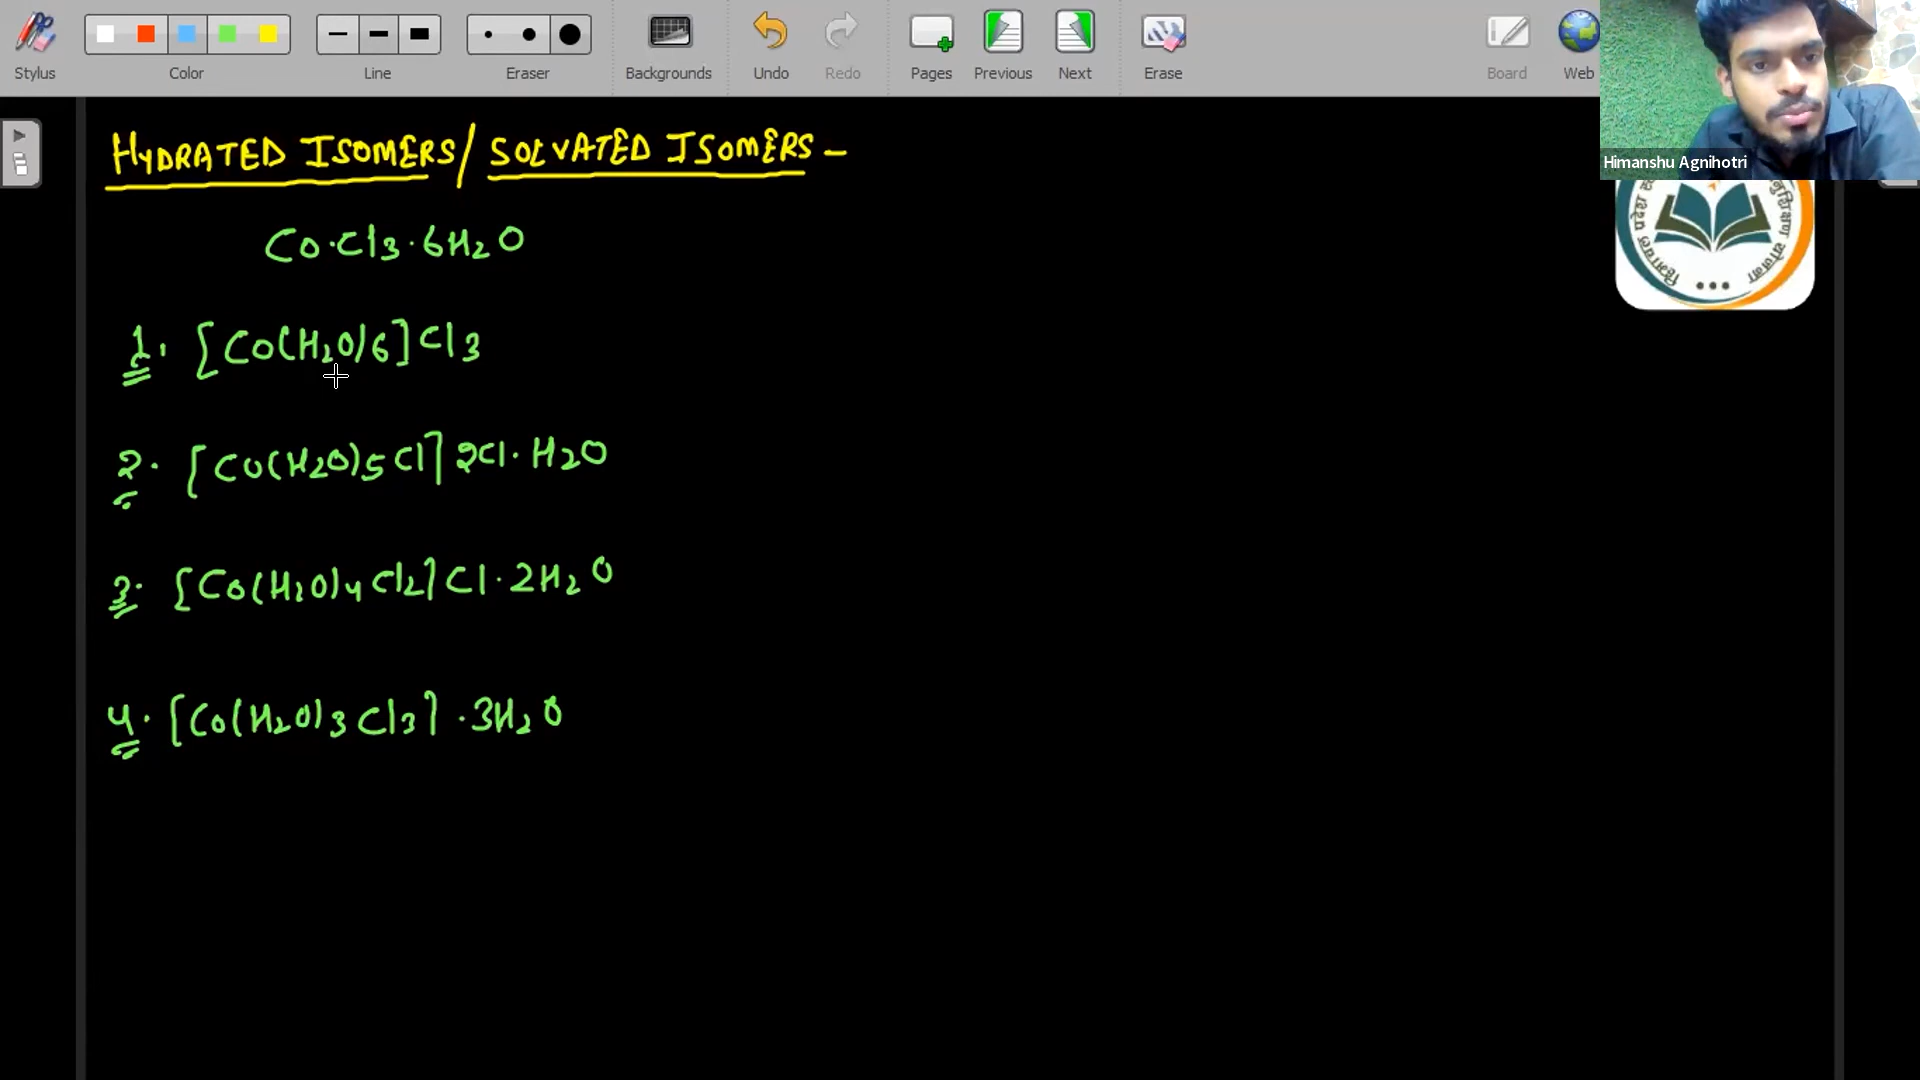 Stylus
Color
Line
Eraser
Backgrounds
Undo
Redo
Pages
Previous
Next
Erase
Board
Web
Himanshu Agnihotri
HYDRATED ISOMERS/ SOLVATED ISOMERS -
Co·Cl3·6H2O
1. [Co(H2O)6]Cl3
2. [Co(H2O)5Cl]2Cl·H2O
3. [Co(H2O)4Cl2]Cl·2H2O
4. [Co(H2O)3Cl3]·3H2O